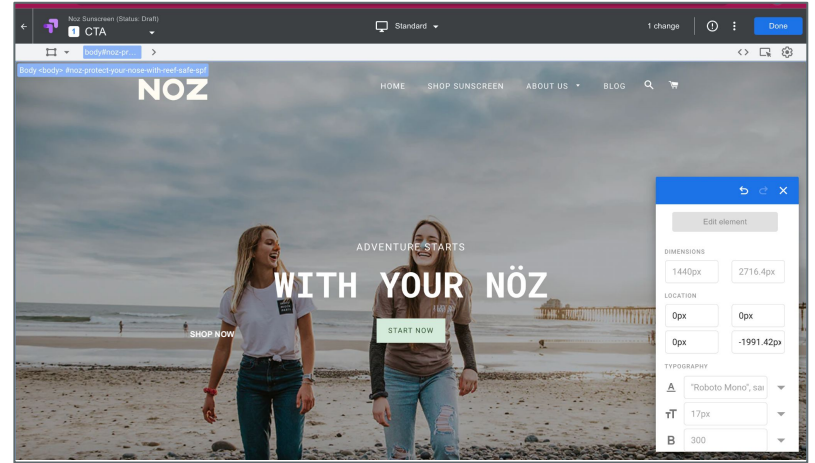 Noz Sunscreen (Status: Draft)
1 CTA
Standard
1 change
Done
body#noz-pr...
Body <body> #noz-protect-your-nose-with-reef-safe-spf
NOZ
HOME SHOP SUNSCREEN ABOUT US BLOG
ADVENTURE STARTS
WITH YOUR NÖZ
SHOP NOW
START NOW
Edit element
DIMENSIONS
1440px 2716.4px
LOCATION
0px 0px
0px -1991.42px
TYPOGRAPHY
"Roboto Mono", sa
17px
B 300